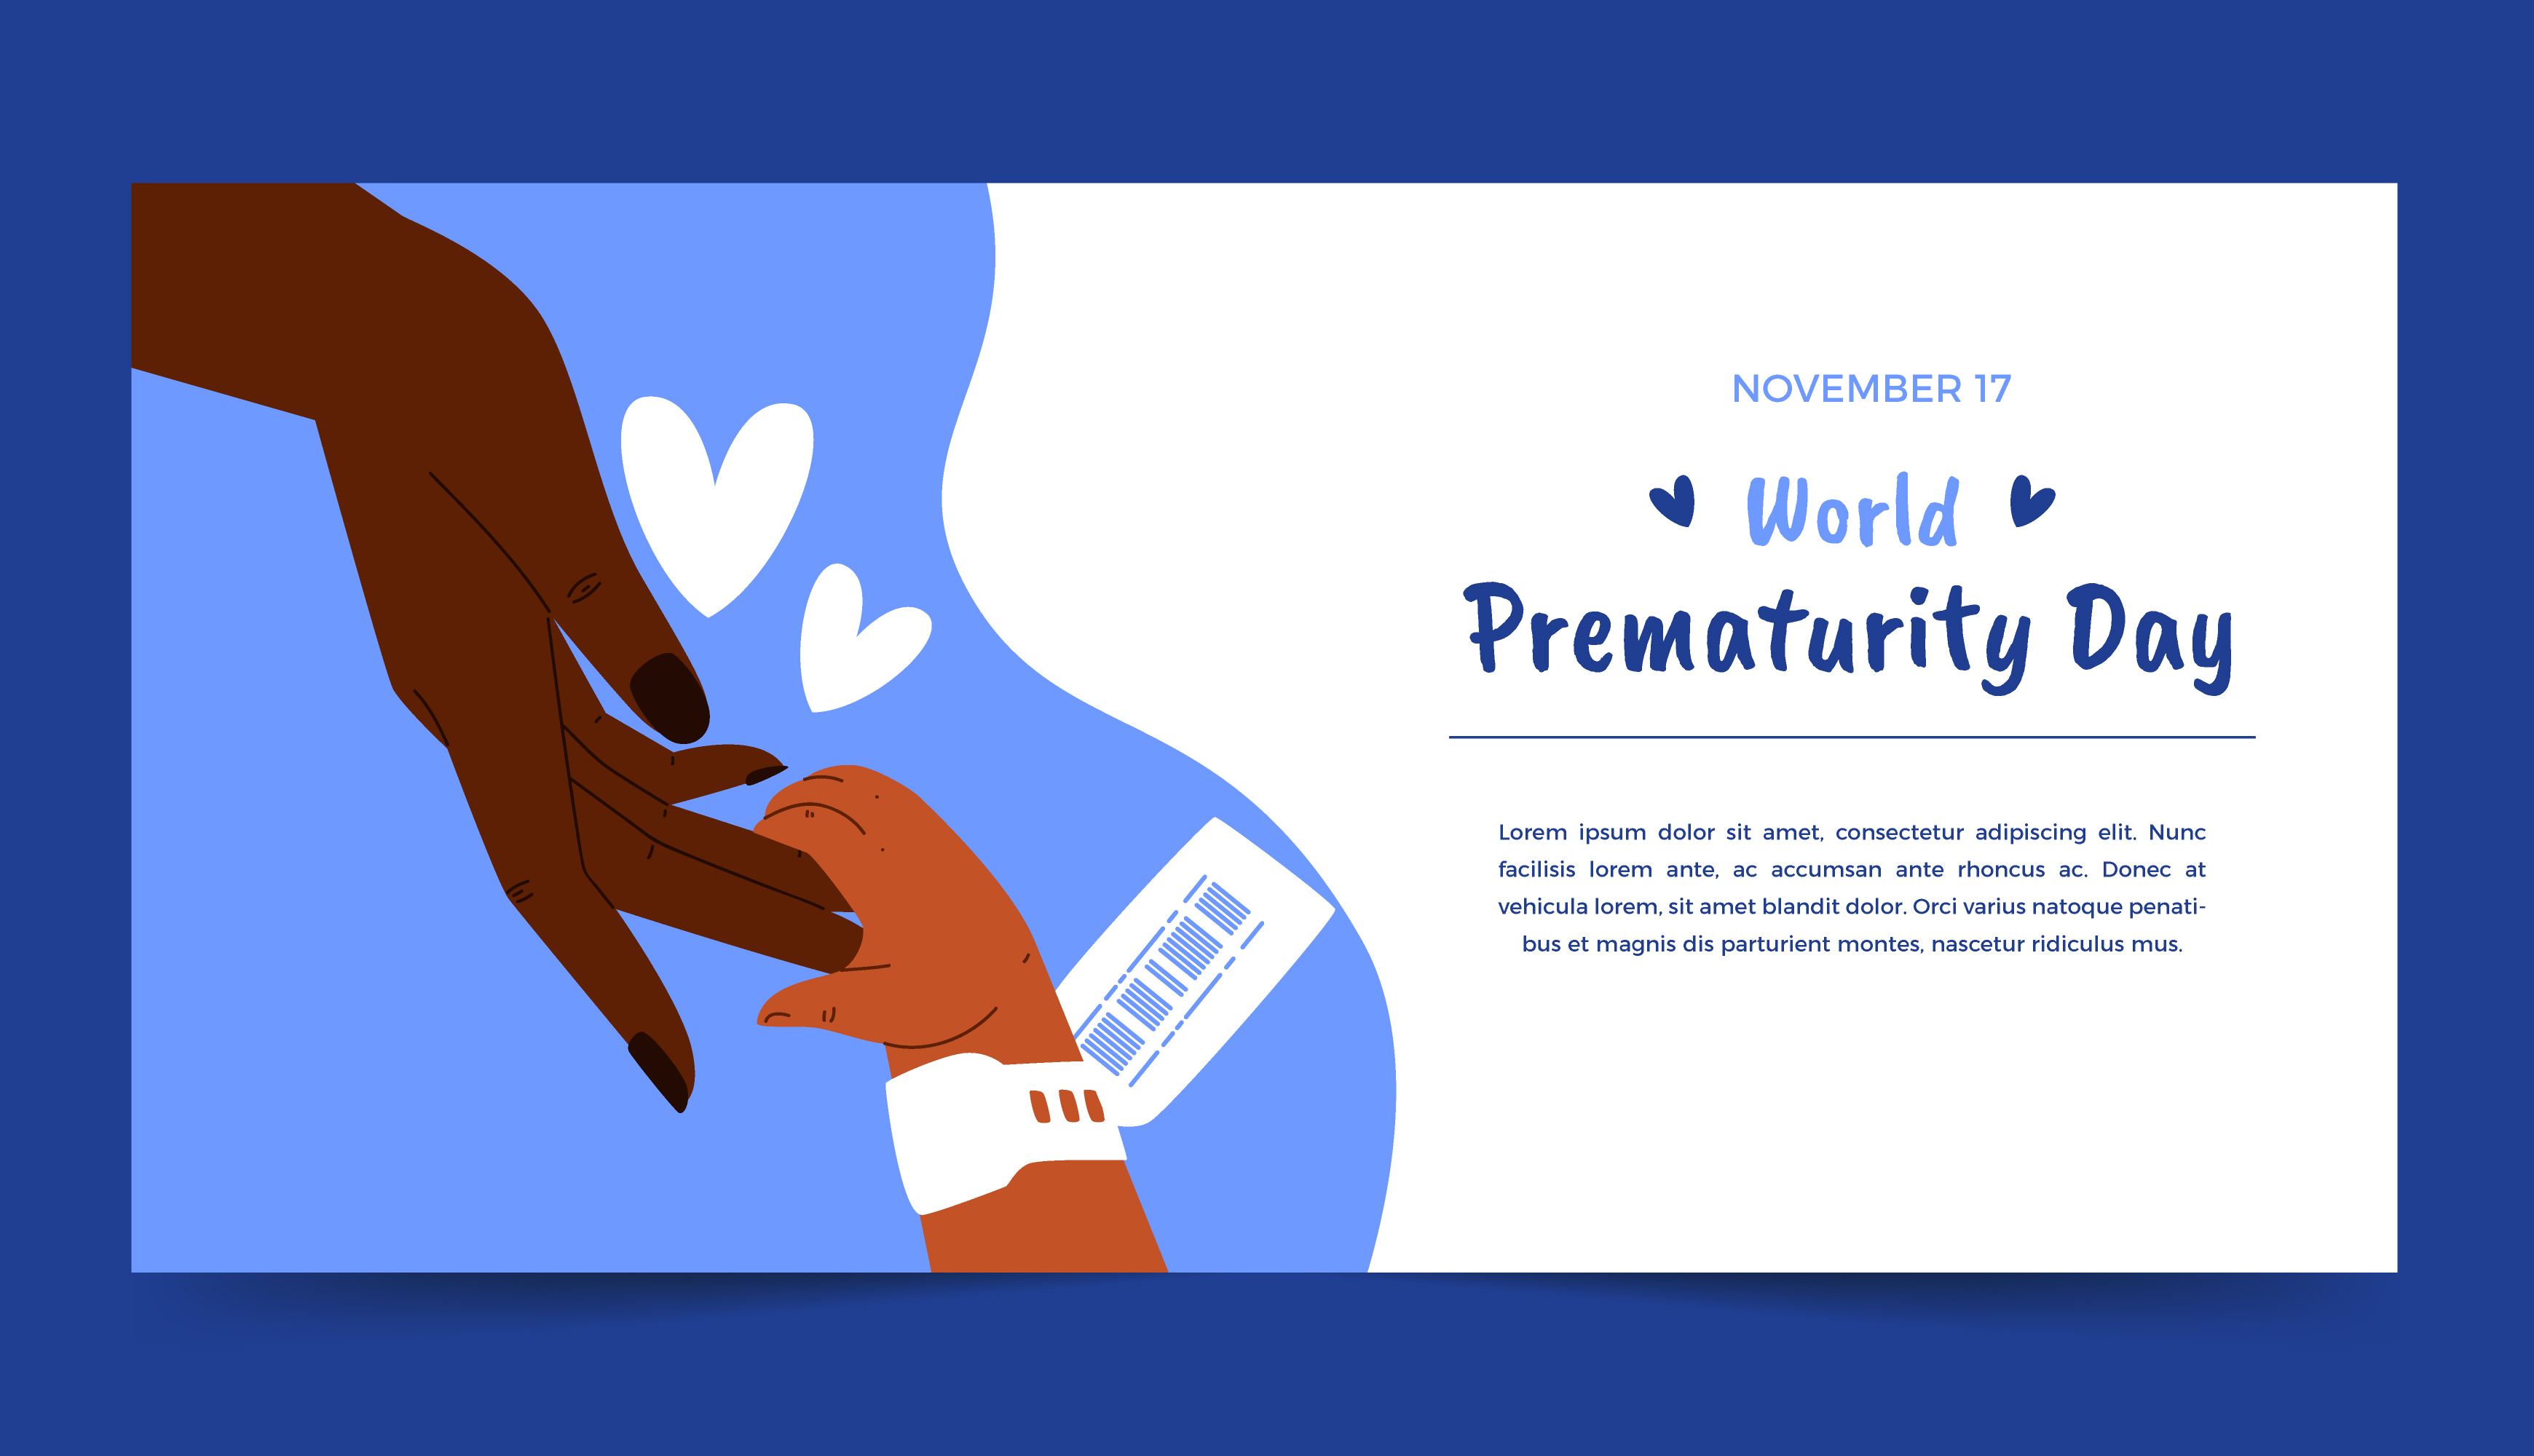 NOVEMBER 17
World
Prematurity Day
Lorem ipsum dolor sit amet, consectetur adipiscing elit. Nunc
facilisis lorem ante, ac accumsan ante rhoncus ac. Donec at
vehicula lorem, sit amet blandit dolor. Orci varius natoque penati-
bus et magnis dis parturient montes, nascetur ridiculus mus.